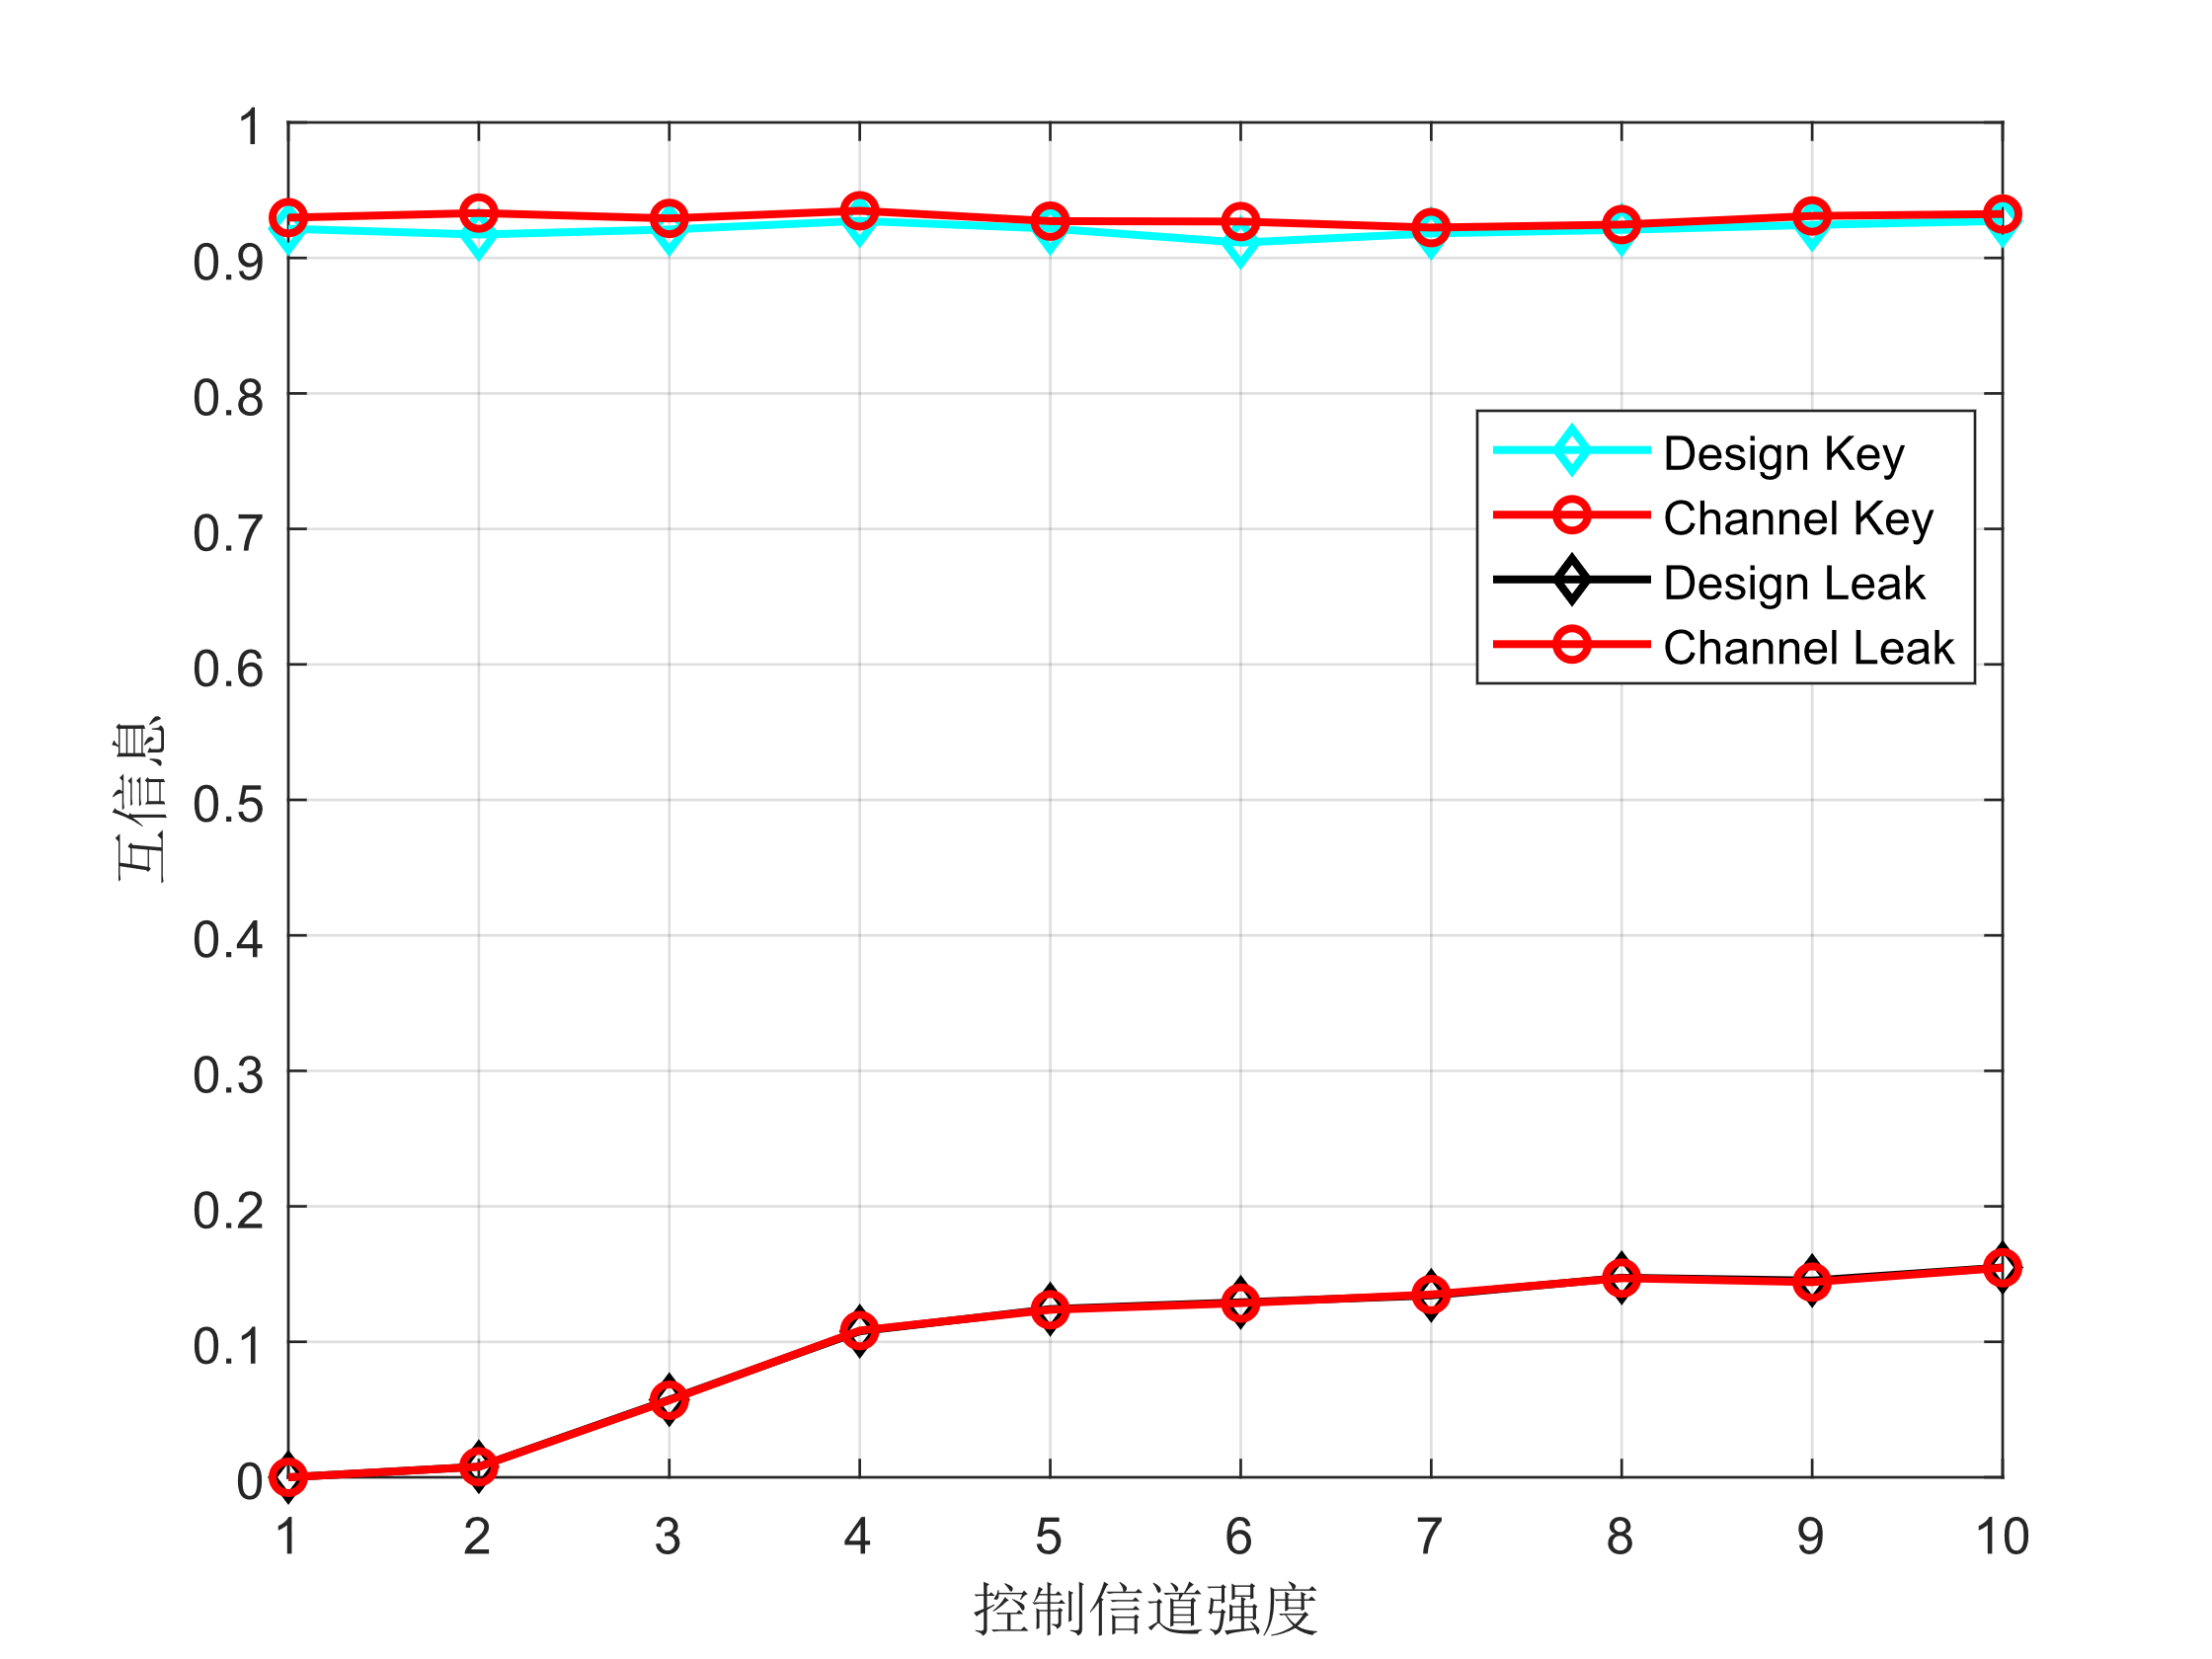 1
0.9
0.8
0.7
0.6
0.5
0.4
0.3
0.2
0.1
0
互信息
Design Key
Channel Key
Design Leak
Channel Leak
1 2 3 4 5 6 7 8 9 10
控制信道强度